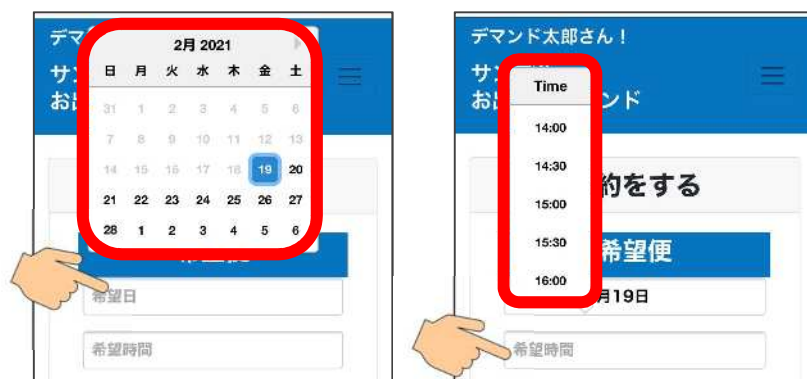 デマ
サン
お出
2月 2021
日 月 火 水 木 金 土
31 1 2 3 4 5 6
7 8 9 10 11 12 13
14 15 16 17 18 19 20
21 22 23 24 25 26 27
28 1 2 3 4 5 6
希望日
希望時間
デマンド太郎さん!
サン
お出
ンド
Time
14:00
14:30
15:00
15:30
16:00
約をする
希望便
月19日
希望時間